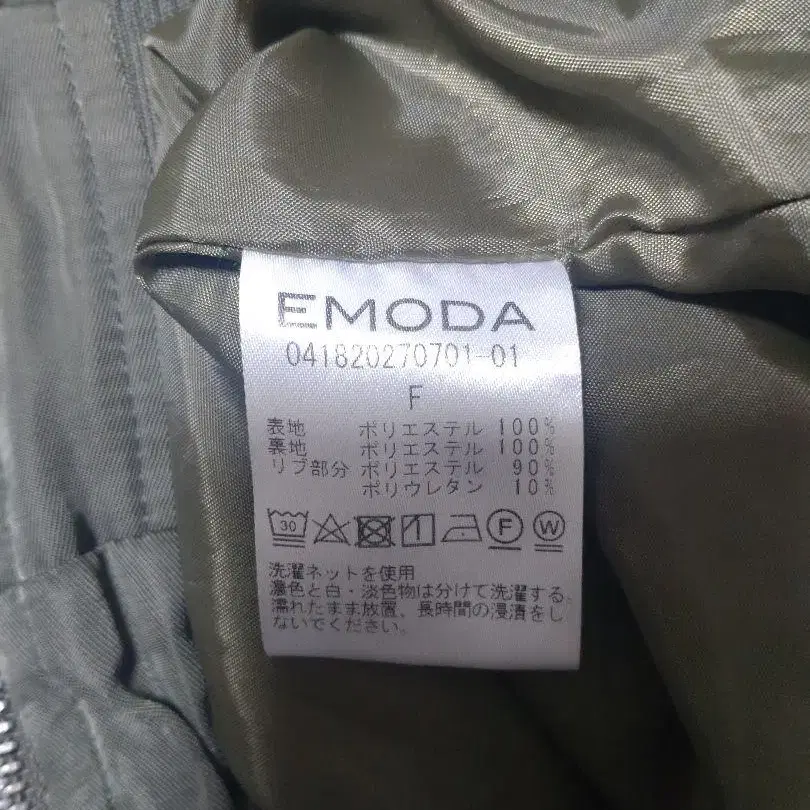 EMODA
041820270701-01
F
表地 ポリエステル 100%
裏地 ポリエステル 100%
リブ部分 ポリエステル 90%
ポリウレタン 10%
30 F W
洗濯ネットを使用
濃色と白・淡色物は分けて洗濯する。
濡れたまま放置、長時間の浸漬をし
ないでください。